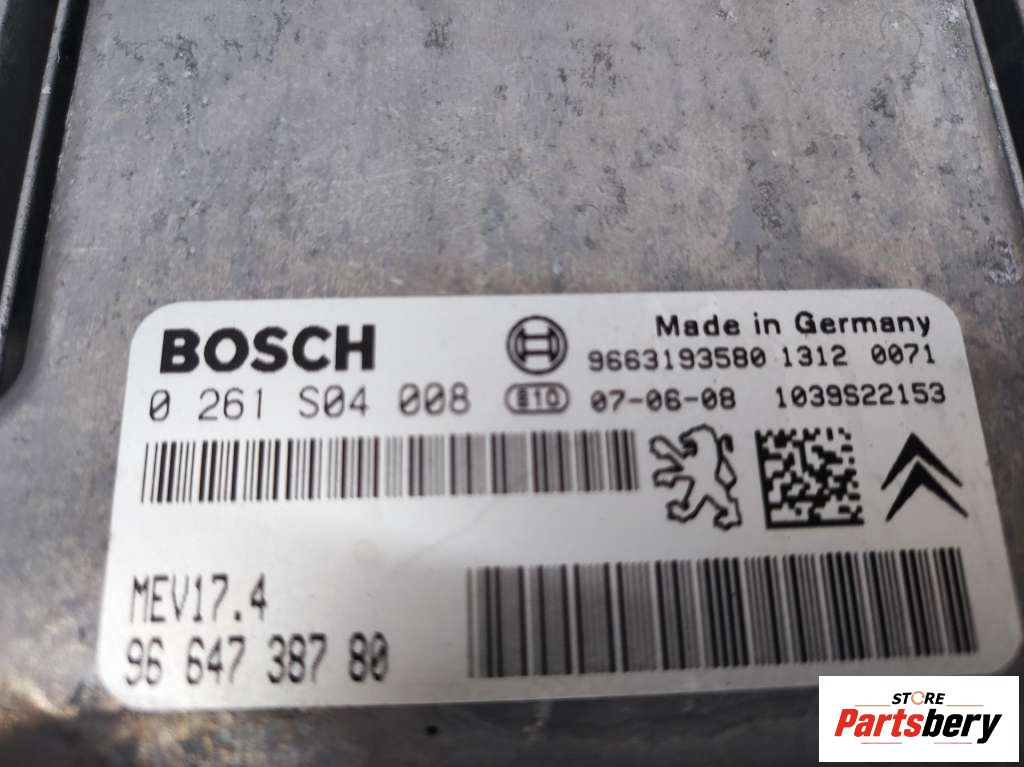 BOSCH
Made in Germany
9663193580 1312 0071
0 261 S04 008 e10 07-06-08 1039S22153
MEV17.4
96 647 387 80
STORE
Partsbery